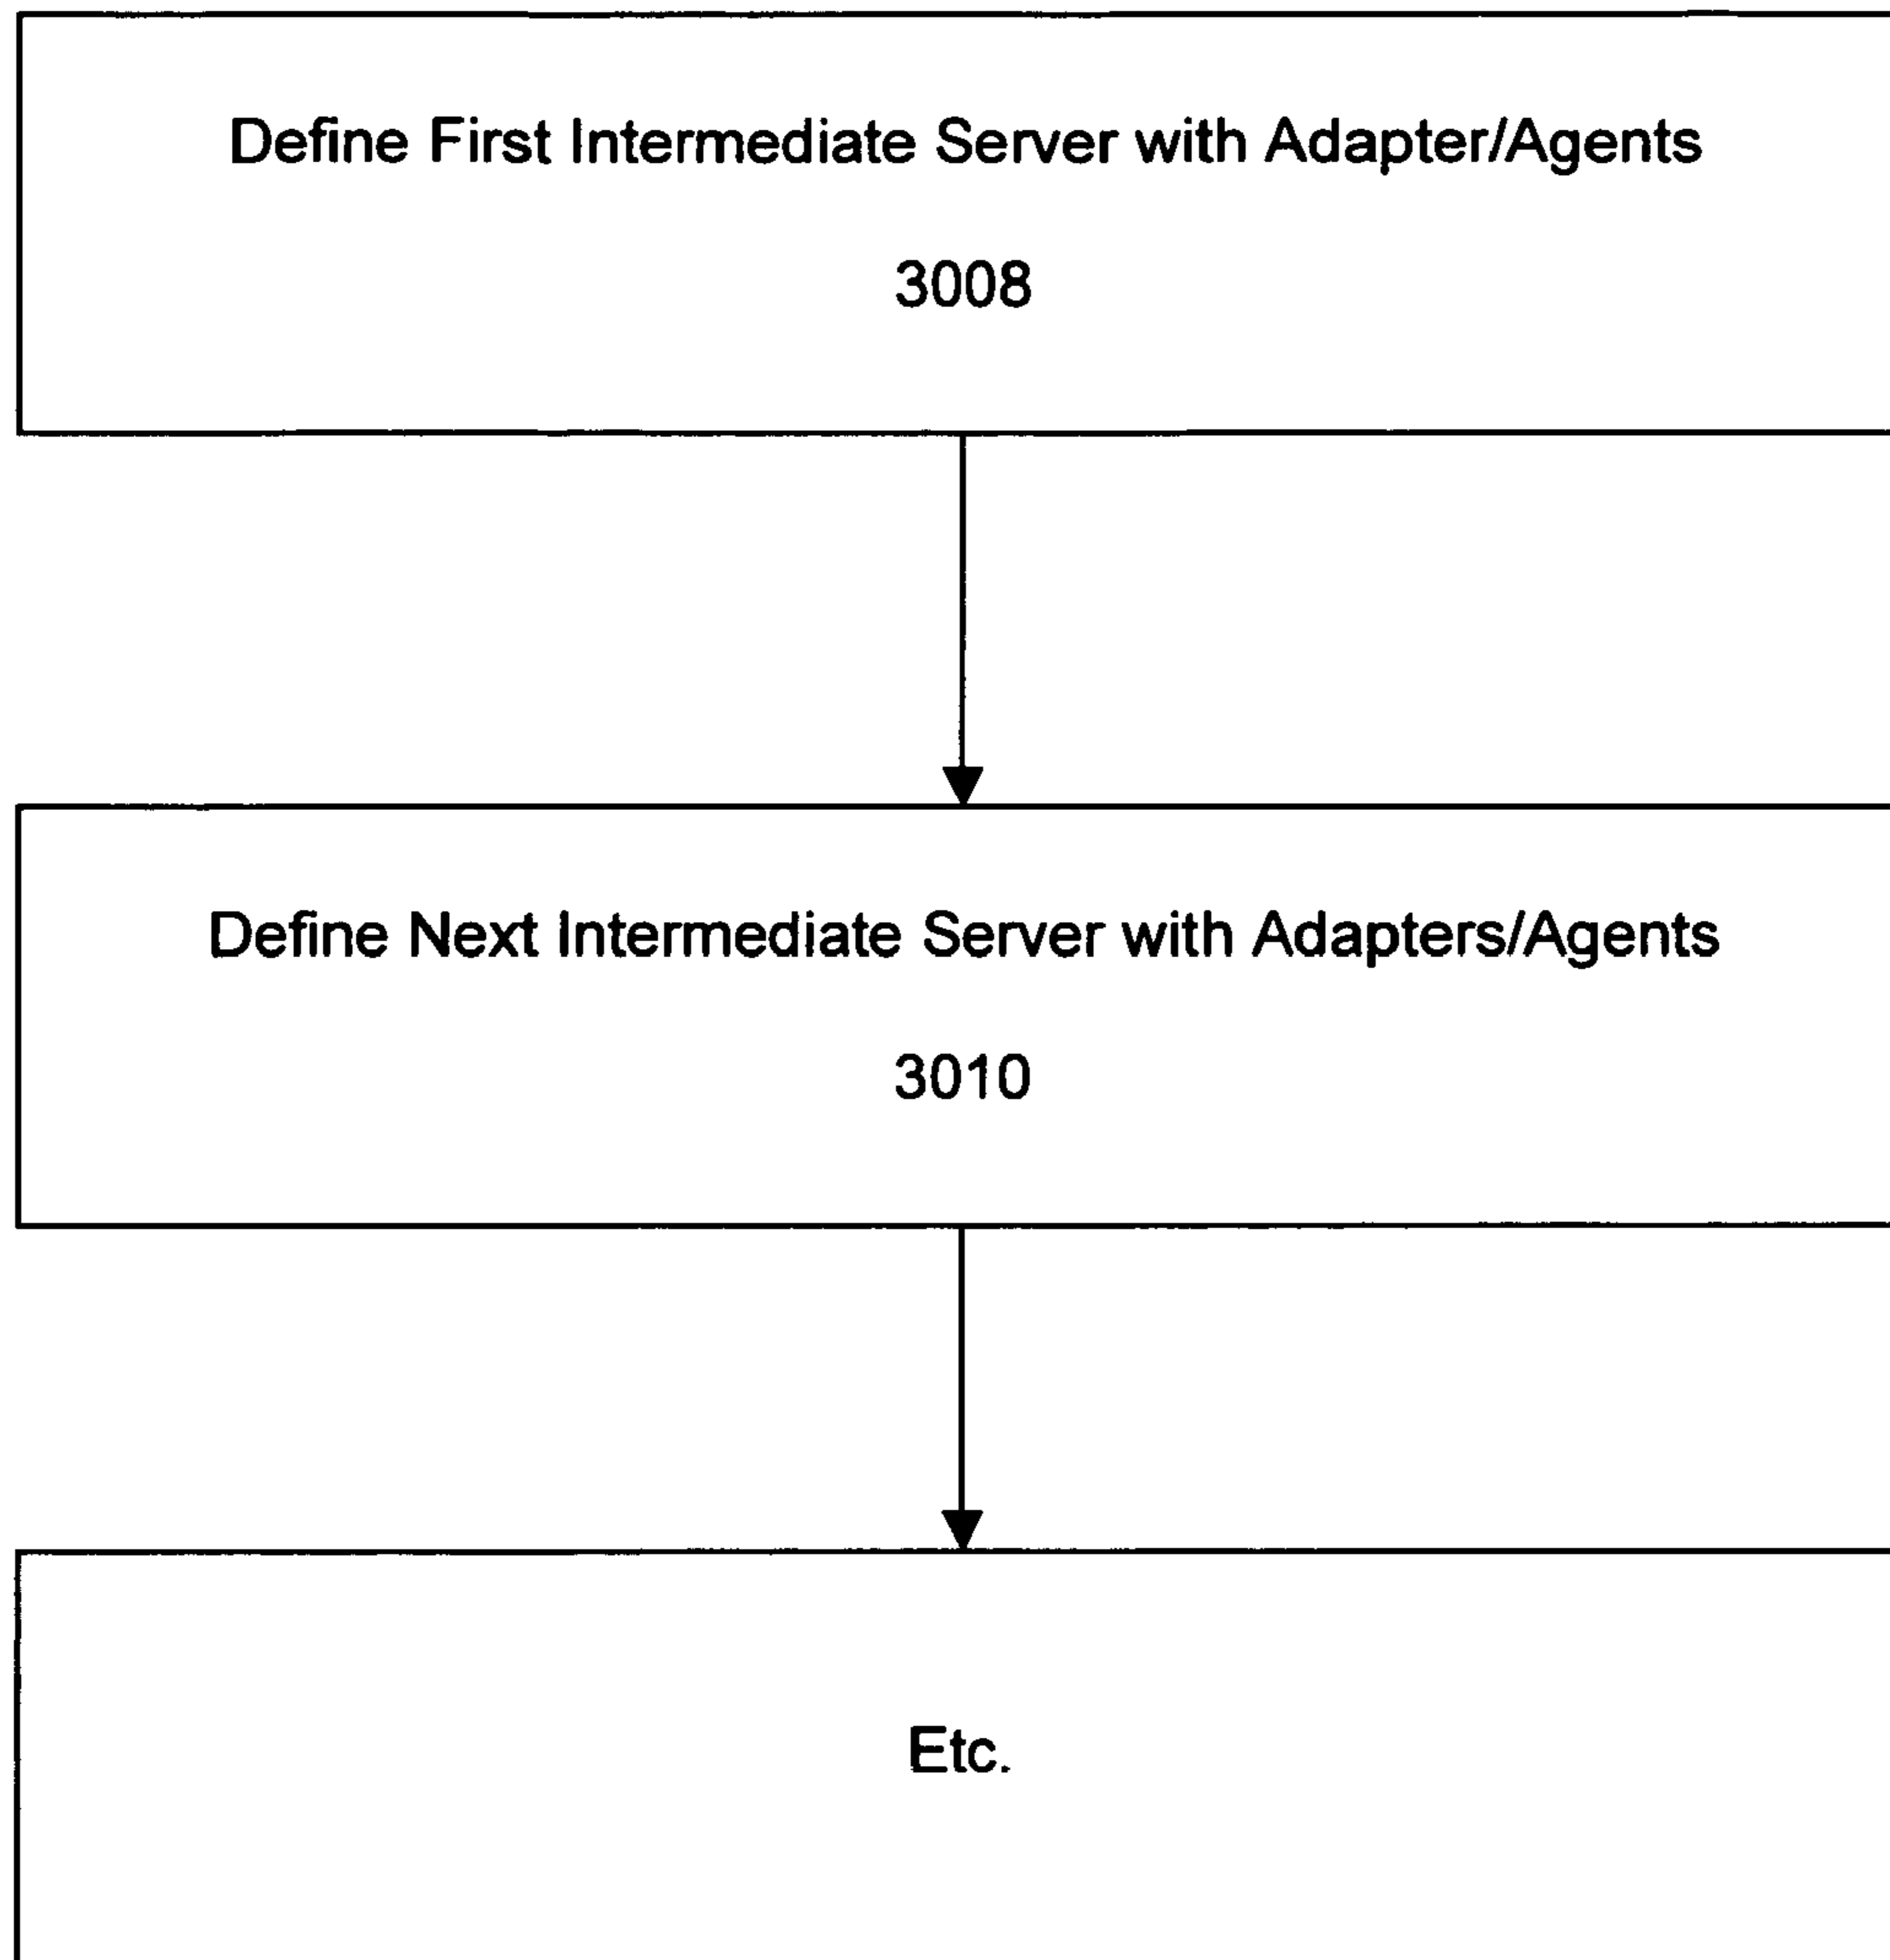 Define First Intermediate Server with Adapter/Agents
3008
Define Next Intermediate Server with Adapters/Agents
3010
Etc.